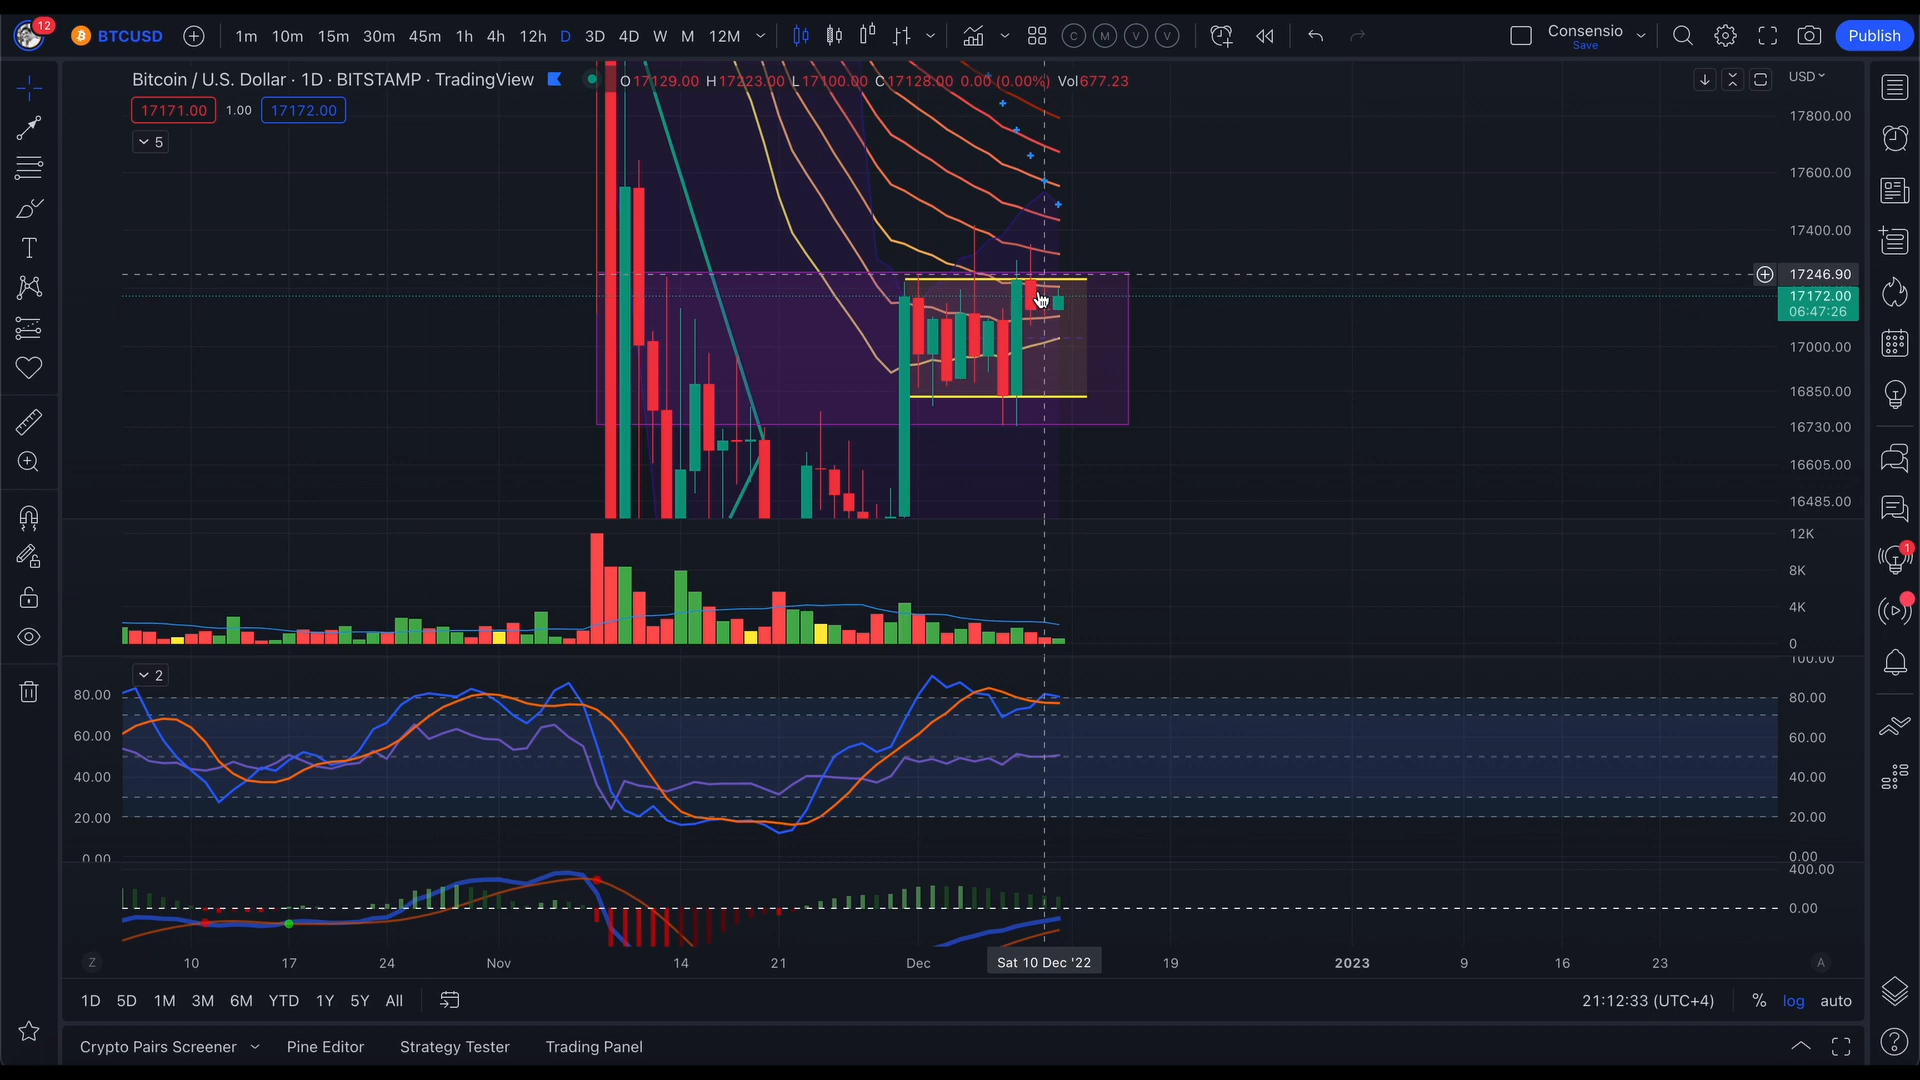 12
BTCUSD
1m 10m 15m 30m 45m 1h 4h 12h D 3D 4D W M 12M
C M V V
Consensio
Save
Publish
Bitcoin / U.S. Dollar · 1D · BITSTAMP · TradingView
O17129.00 H17223.00 L17100.00 C17128.00 0.00 (0.00%) Vol677.23
USD
17171.00 1.00 17172.00
5
17800.00
17600.00
17400.00
17246.90
17172.00
06:47:26
17000.00
16850.00
16730.00
16605.00
16485.00
12K
8K
4K
0
1
2
100.00
80.00 80.00
60.00 60.00
40.00 40.00
20.00 20.00
0.00 0.00
400.00
0.00
Z 10 17 24 Nov 14 21 Dec Sat 10 Dec '22 19 2023 9 16 23 A
1D 5D 1M 3M 6M YTD 1Y 5Y All
21:12:33 (UTC+4) % log auto
Crypto Pairs Screener Pine Editor Strategy Tester Trading Panel